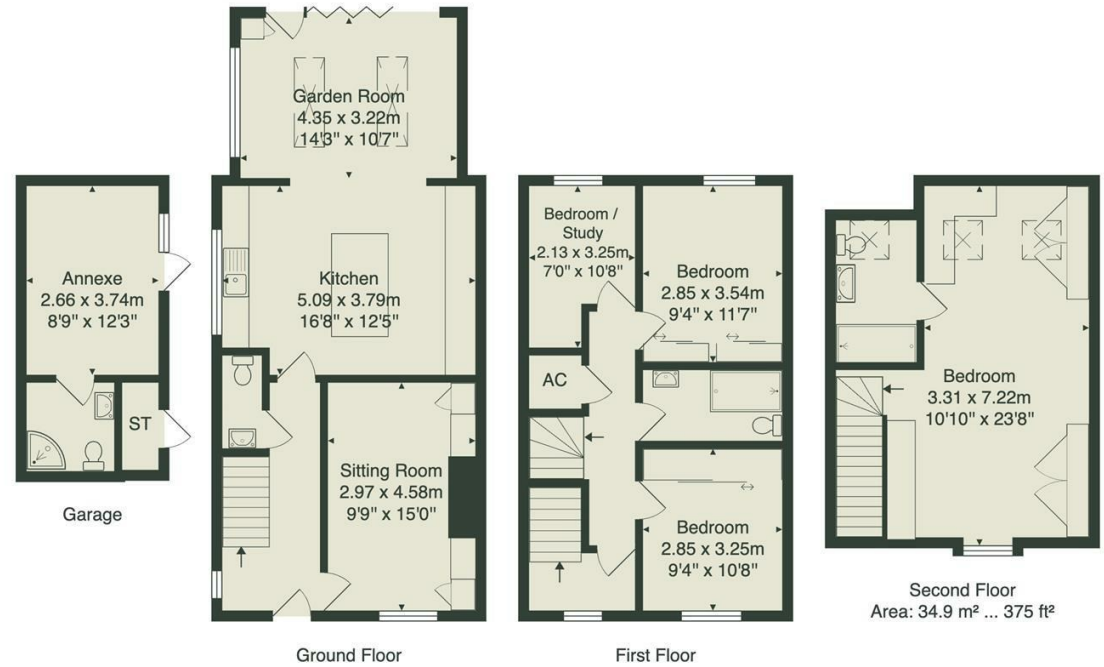 Garden Room
4.35 x 3.22m
14'3" x 10'7"
Annexe
2.66 x 3.74m
8'9" x 12'3"
ST
Garage
Kitchen
5.09 x 3.79m
16'8" x 12'5"
Sitting Room
2.97 x 4.58m
9'9" x 15'0"
Ground Floor
Bedroom /
Study
2.13 x 3.25m
7'0" x 10'8"
Bedroom
2.85 x 3.54m
9'4" x 11'7"
AC
Bedroom
2.85 x 3.25m
9'4" x 10'8"
First Floor
Bedroom
3.31 x 7.22m
10'10" x 23'8"
Second Floor
Area: 34.9 m² ... 375 ft²